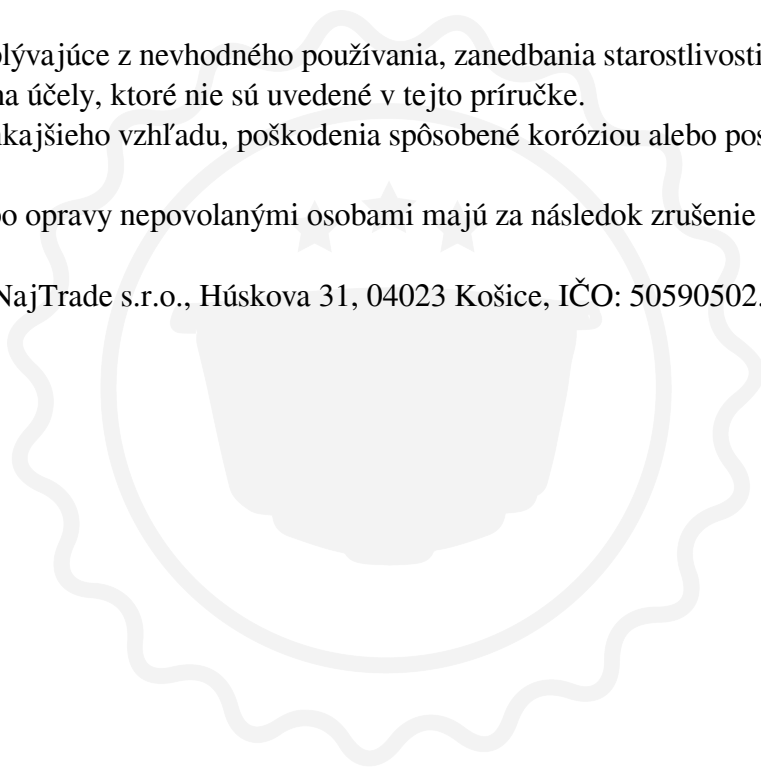 plývajúce z nevhodného používania, zanedbania starostlivosti
na účely, ktoré nie sú uvedené v tejto príručke.
nkajšieho vzhľadu, poškodenia spôsobené koróziou alebo pos
bo opravy nepovolanými osobami majú za následok zrušenie
NajTrade s.r.o., Húskova 31, 04023 Košice, IČO: 50590502.